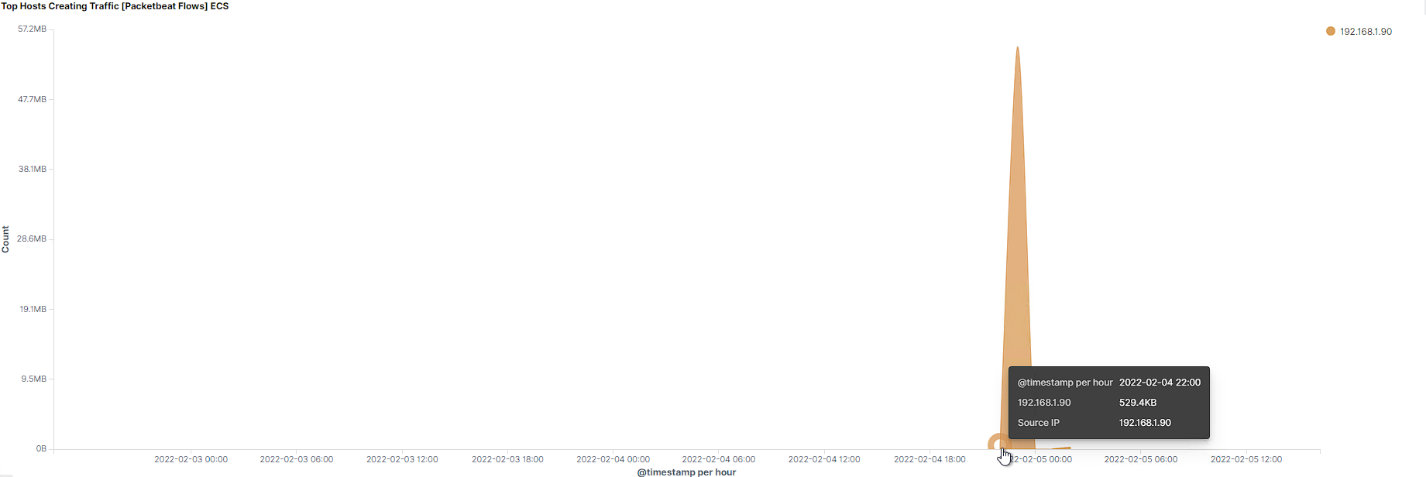 Top Hosts Creating Traffic [Packetbeat Flows] ECS
57.2MB
192.168.1.90
47.7MB
38.1MB
28.6MB
Count
19.1MB
9.5MB
0B
@timestamp per hour 2022-02-04 22:00
192.168.1.90 529.4KB
Source IP 192.168.1.90
2022-02-03 00:00 2022-02-03 06:00 2022-02-03 12:00 2022-02-03 18:00 2022-02-04 00:00 2022-02-04 06:00 2022-02-04 12:00 2022-02-04 18:00 22-02-05 00:00 2022-02-05 06:00 2022-02-05 12:00
@timestamp per hour